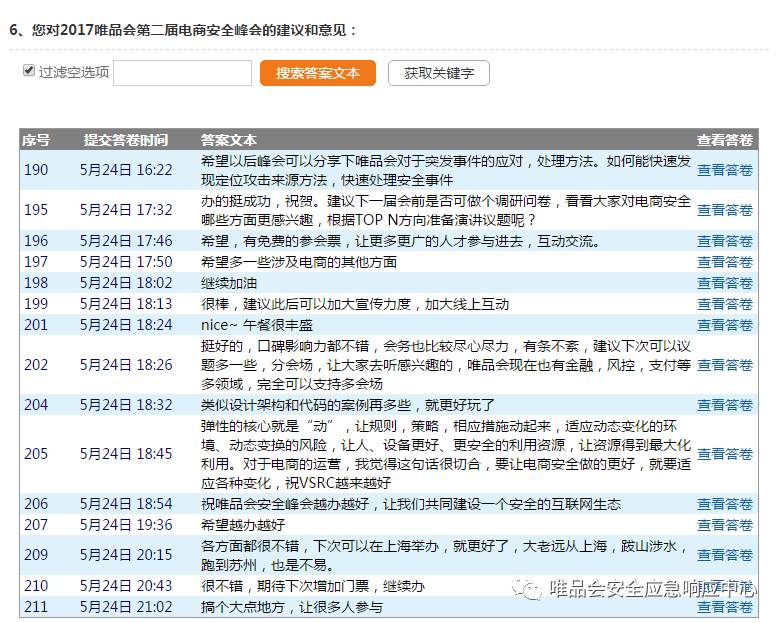 6、您对2017唯品会第二届电商安全峰会的建议和意见：
过滤空选项 搜索答案文本 获取关键字
序号 提交答卷时间 答案文本 查看答卷
190 5月24日 16:22 希望以后峰会可以分享下唯品会对于突发事件的应对，处理方法。如何能快速发 查看答卷
现定位攻击来源方法，快速处理安全事件
195 5月24日 17:32 办的挺成功，祝贺。建议下一届会前是否可做个调研问卷，看看大家对电商安全 查看答卷
哪些方面更感兴趣，根据TOP N方向准备演讲议题呢？
196 5月24日 17:46 希望，有免费的参会票，让更多更广的人才参与进去，互动交流。 查看答卷
197 5月24日 17:50 希望多一些涉及电商的其他方面 查看答卷
198 5月24日 18:02 继续加油 查看答卷
199 5月24日 18:13 很棒，建议此后可以加大宣传力度，加大线上互动 查看答卷
201 5月24日 18:24 nice~ 午餐很丰盛 查看答卷
202 5月24日 18:26 挺好的，口碑影响力都不错，会务也比较尽心尽力，有条不紊，建议下次可以议 查看答卷
题多一些，分会场，让大家去听感兴趣的，唯品会现在也有金融，风控，支付等
多领域，完全可以支持多会场
204 5月24日 18:32 类似设计架构和代码的案例再多些，就更好玩了 查看答卷
205 5月24日 18:45 弹性的核心就是“动”，让规则，策略，相应措施动起来，适应动态变化的环 查看答卷
境、动态变换的风险，让人、设备更好、更安全的利用资源，让资源得到最大化
利用。对于电商的运营，我觉得这句话很切合，要让电商安全做的更好，就要适
应各种变化，祝VSRC越来越好
206 5月24日 18:54 祝唯品会安全峰会越办越好，让我们共同建设一个安全的互联网生态 查看答卷
207 5月24日 19:36 希望越办越好 查看答卷
209 5月24日 20:15 各方面都很不错，下次可以在上海举办，就更好了，大老远从上海，跋山涉水， 查看答卷
跑到苏州，也是不易。
210 5月24日 20:43 很不错，期待下次增加门票，继续办 查看答卷
唯品会安全应急响应中心
211 5月24日 21:02 搞个大点地方，让很多人参与 查看答卷